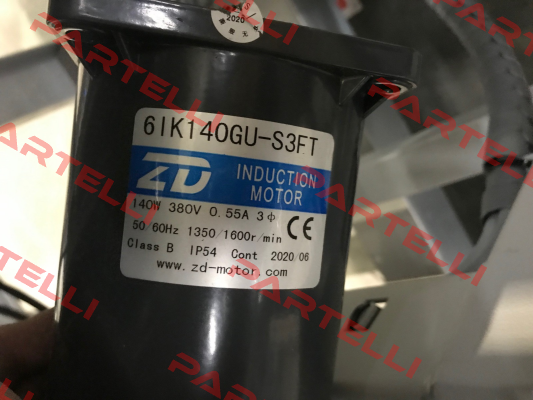 2020
6IK140GU-S3FT
ZD INDUCTION
MOTOR
140W 380V 0.55A 3φ
50/60Hz 1350/1600r/min CE
Class B IP54 Cont 2020/06
www.zd-motor.com
PARTELLI
PARTELLI
PARTELLI
PARTELLI
PARTELLI